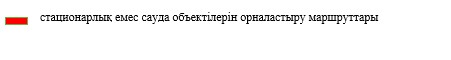 стационарлық емес сауда объектілерін орналастыру маршруттары